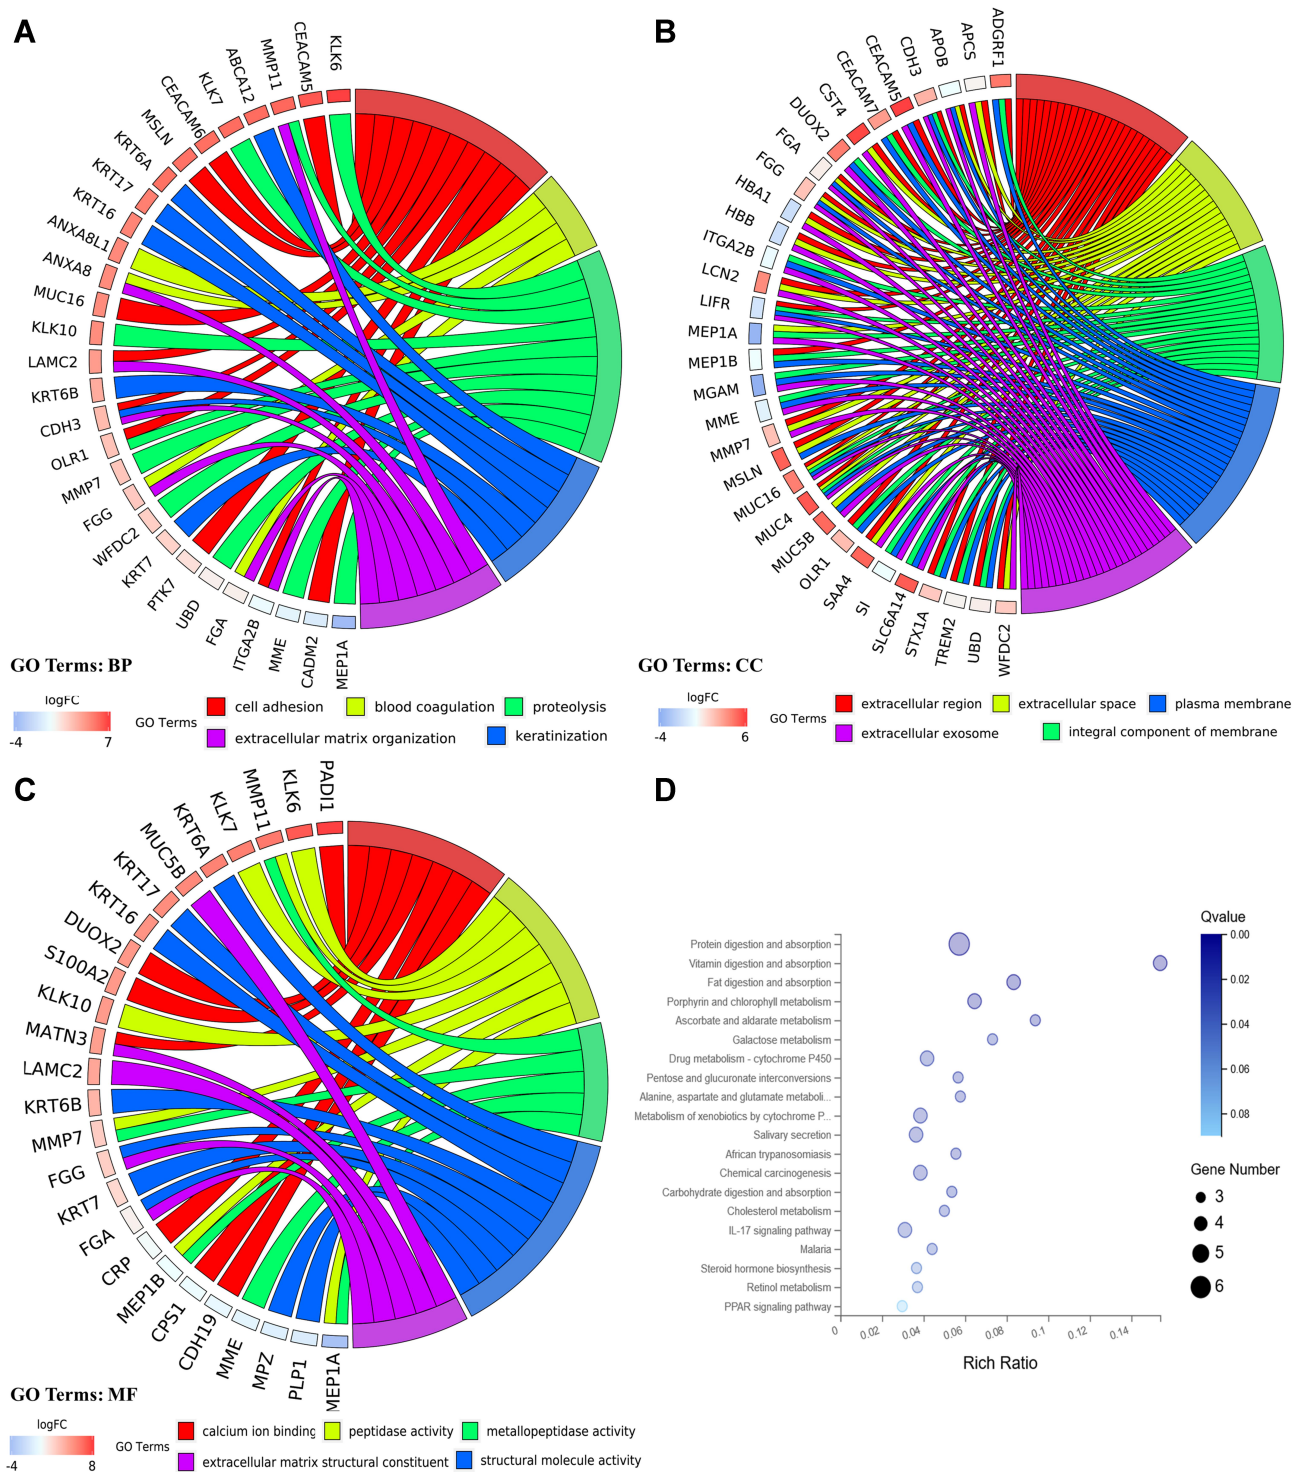 A
KLK6
CEACAM5
MMP11
ABCA12
KLK7
CEACAM6
MSLN
KRT6A
KRT17
KRT16
ANXA8L1
ANXA8
MUC16
KLK10
LAMC2
KRT6B
CDH3
OLR1
MMP7
FGG
WFDC2
KRT7
PTK7
UBD
FGA
ITGA2B
MME
CADM2
MEP1A
GO Terms: BP
logFC
-4 7
GO Terms
cell adhesion
blood coagulation
proteolysis
extracellular matrix organization
keratinization
B
ADGRF1
APCS
APOB
CDH3
CEACAM5
CEACAM7
CST4
DUOX2
FGA
FGG
HBA1
HBB
ITGA2B
LCN2
LIFR
MEP1A
MEP1B
MGAM
MME
MMP7
MSLN
MUC16
MUC4
MUC5B
OLR1
SAA4
SI
SLC6A14
STX1A
TREM2
UBD
WFDC2
GO Terms: CC
logFC
-4 6
GO Terms
extracellular region
extracellular space
plasma membrane
extracellular exosome
integral component of membrane
C
PADI1
KLK6
MMP11
KLK7
KRT6A
MUC5B
KRT17
KRT16
DUOX2
S100A2
KLK10
MATN3
LAMC2
KRT6B
MMP7
FGG
KRT7
FGA
CRP
MEP1B
CPS1
CDH19
MME
MPZ
PLP1
MEP1A
GO Terms: MF
logFC
-4 8
GO Terms
calcium ion binding
peptidase activity
metallopeptidase activity
extracellular matrix structural constituent
structural molecule activity
D
Protein digestion and absorption
Vitamin digestion and absorption
Fat digestion and absorption
Porphyrin and chlorophyll metabolism
Ascorbate and aldarate metabolism
Galactose metabolism
Drug metabolism - cytochrome P450
Pentose and glucuronate interconversions
Alanine, aspartate and glutamate metaboli...
Metabolism of xenobiotics by cytochrome P...
Salivary secretion
African trypanosomiasis
Chemical carcinogenesis
Carbohydrate digestion and absorption
Cholesterol metabolism
IL-17 signaling pathway
Malaria
Steroid hormone biosynthesis
Retinol metabolism
PPAR signaling pathway
0 0.02 0.04 0.06 0.08 0.1 0.12 0.14
Rich Ratio
Qvalue
0.00
0.02
0.04
0.06
0.08
Gene Number
3
4
5
6